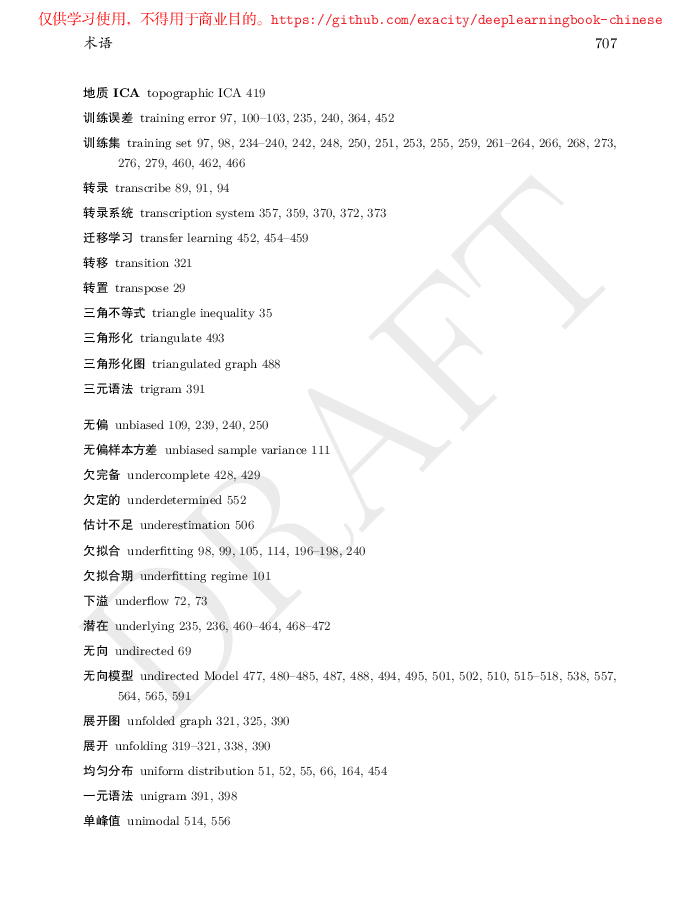 仅供学习使用，不得用于商业目的。https://github.com/exacity/deeplearningbook-chinese
术语 707
地质 ICA topographic ICA 419
训练误差 training error 97, 100–103, 235, 240, 364, 452
训练集 training set 97, 98, 234–240, 242, 248, 250, 251, 253, 255, 259, 261–264, 266, 268, 273,
276, 279, 460, 462, 466
转录 transcribe 89, 91, 94
转录系统 transcription system 357, 359, 370, 372, 373
迁移学习 transfer learning 452, 454–459
转移 transition 321
转置 transpose 29
三角不等式 triangle inequality 35
三角形化 triangulate 493
三角形化图 triangulated graph 488
三元语法 trigram 391
无偏 unbiased 109, 239, 240, 250
无偏样本方差 unbiased sample variance 111
欠完备 undercomplete 428, 429
欠定的 underdetermined 552
估计不足 underestimation 506
欠拟合 underfitting 98, 99, 105, 114, 196–198, 240
欠拟合期 underfitting regime 101
下溢 underflow 72, 73
潜在 underlying 235, 236, 460–464, 468–472
无向 undirected 69
无向模型 undirected Model 477, 480–485, 487, 488, 494, 495, 501, 502, 510, 515–518, 538, 557,
564, 565, 591
展开图 unfolded graph 321, 325, 390
展开 unfolding 319–321, 338, 390
均匀分布 uniform distribution 51, 52, 55, 66, 164, 454
一元语法 unigram 391, 398
单峰值 unimodal 514, 556
DRAFT